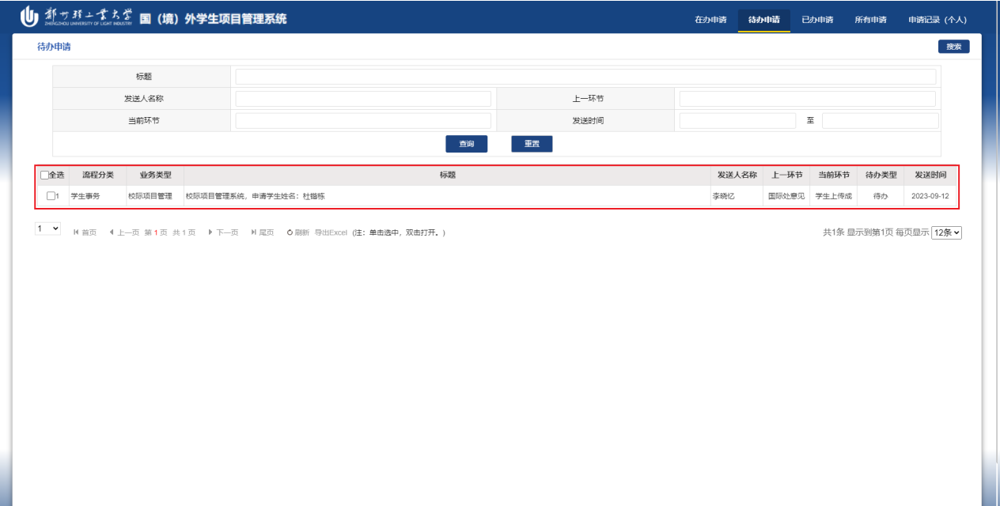 郑州轻工业大学 国（境）外学生项目管理系统 在办申请 待办申请 已办申请 所有申请 申请记录（个人）
ZHENGZHOU UNIVERSITY OF LIGHT INDUSTRY
待办申请 搜索
标题
发送人名称 上一环节
当前环节 发送时间 至
查询 重置
全选 流程分类 业务类型 标题 发送人名称 上一环节 当前环节 待办类型 发送时间
1 学生事务 校际项目管理 校际项目管理系统，申请学生姓名：杜锴栋 李晓亿 国际处意见 学生上传成 待办 2023-09-12
1 首页 上一页 第1页 共1页 下一页 尾页 刷新 导出Excel (注：单击选中，双击打开。) 共1条 显示到第1页 每页显示 12条